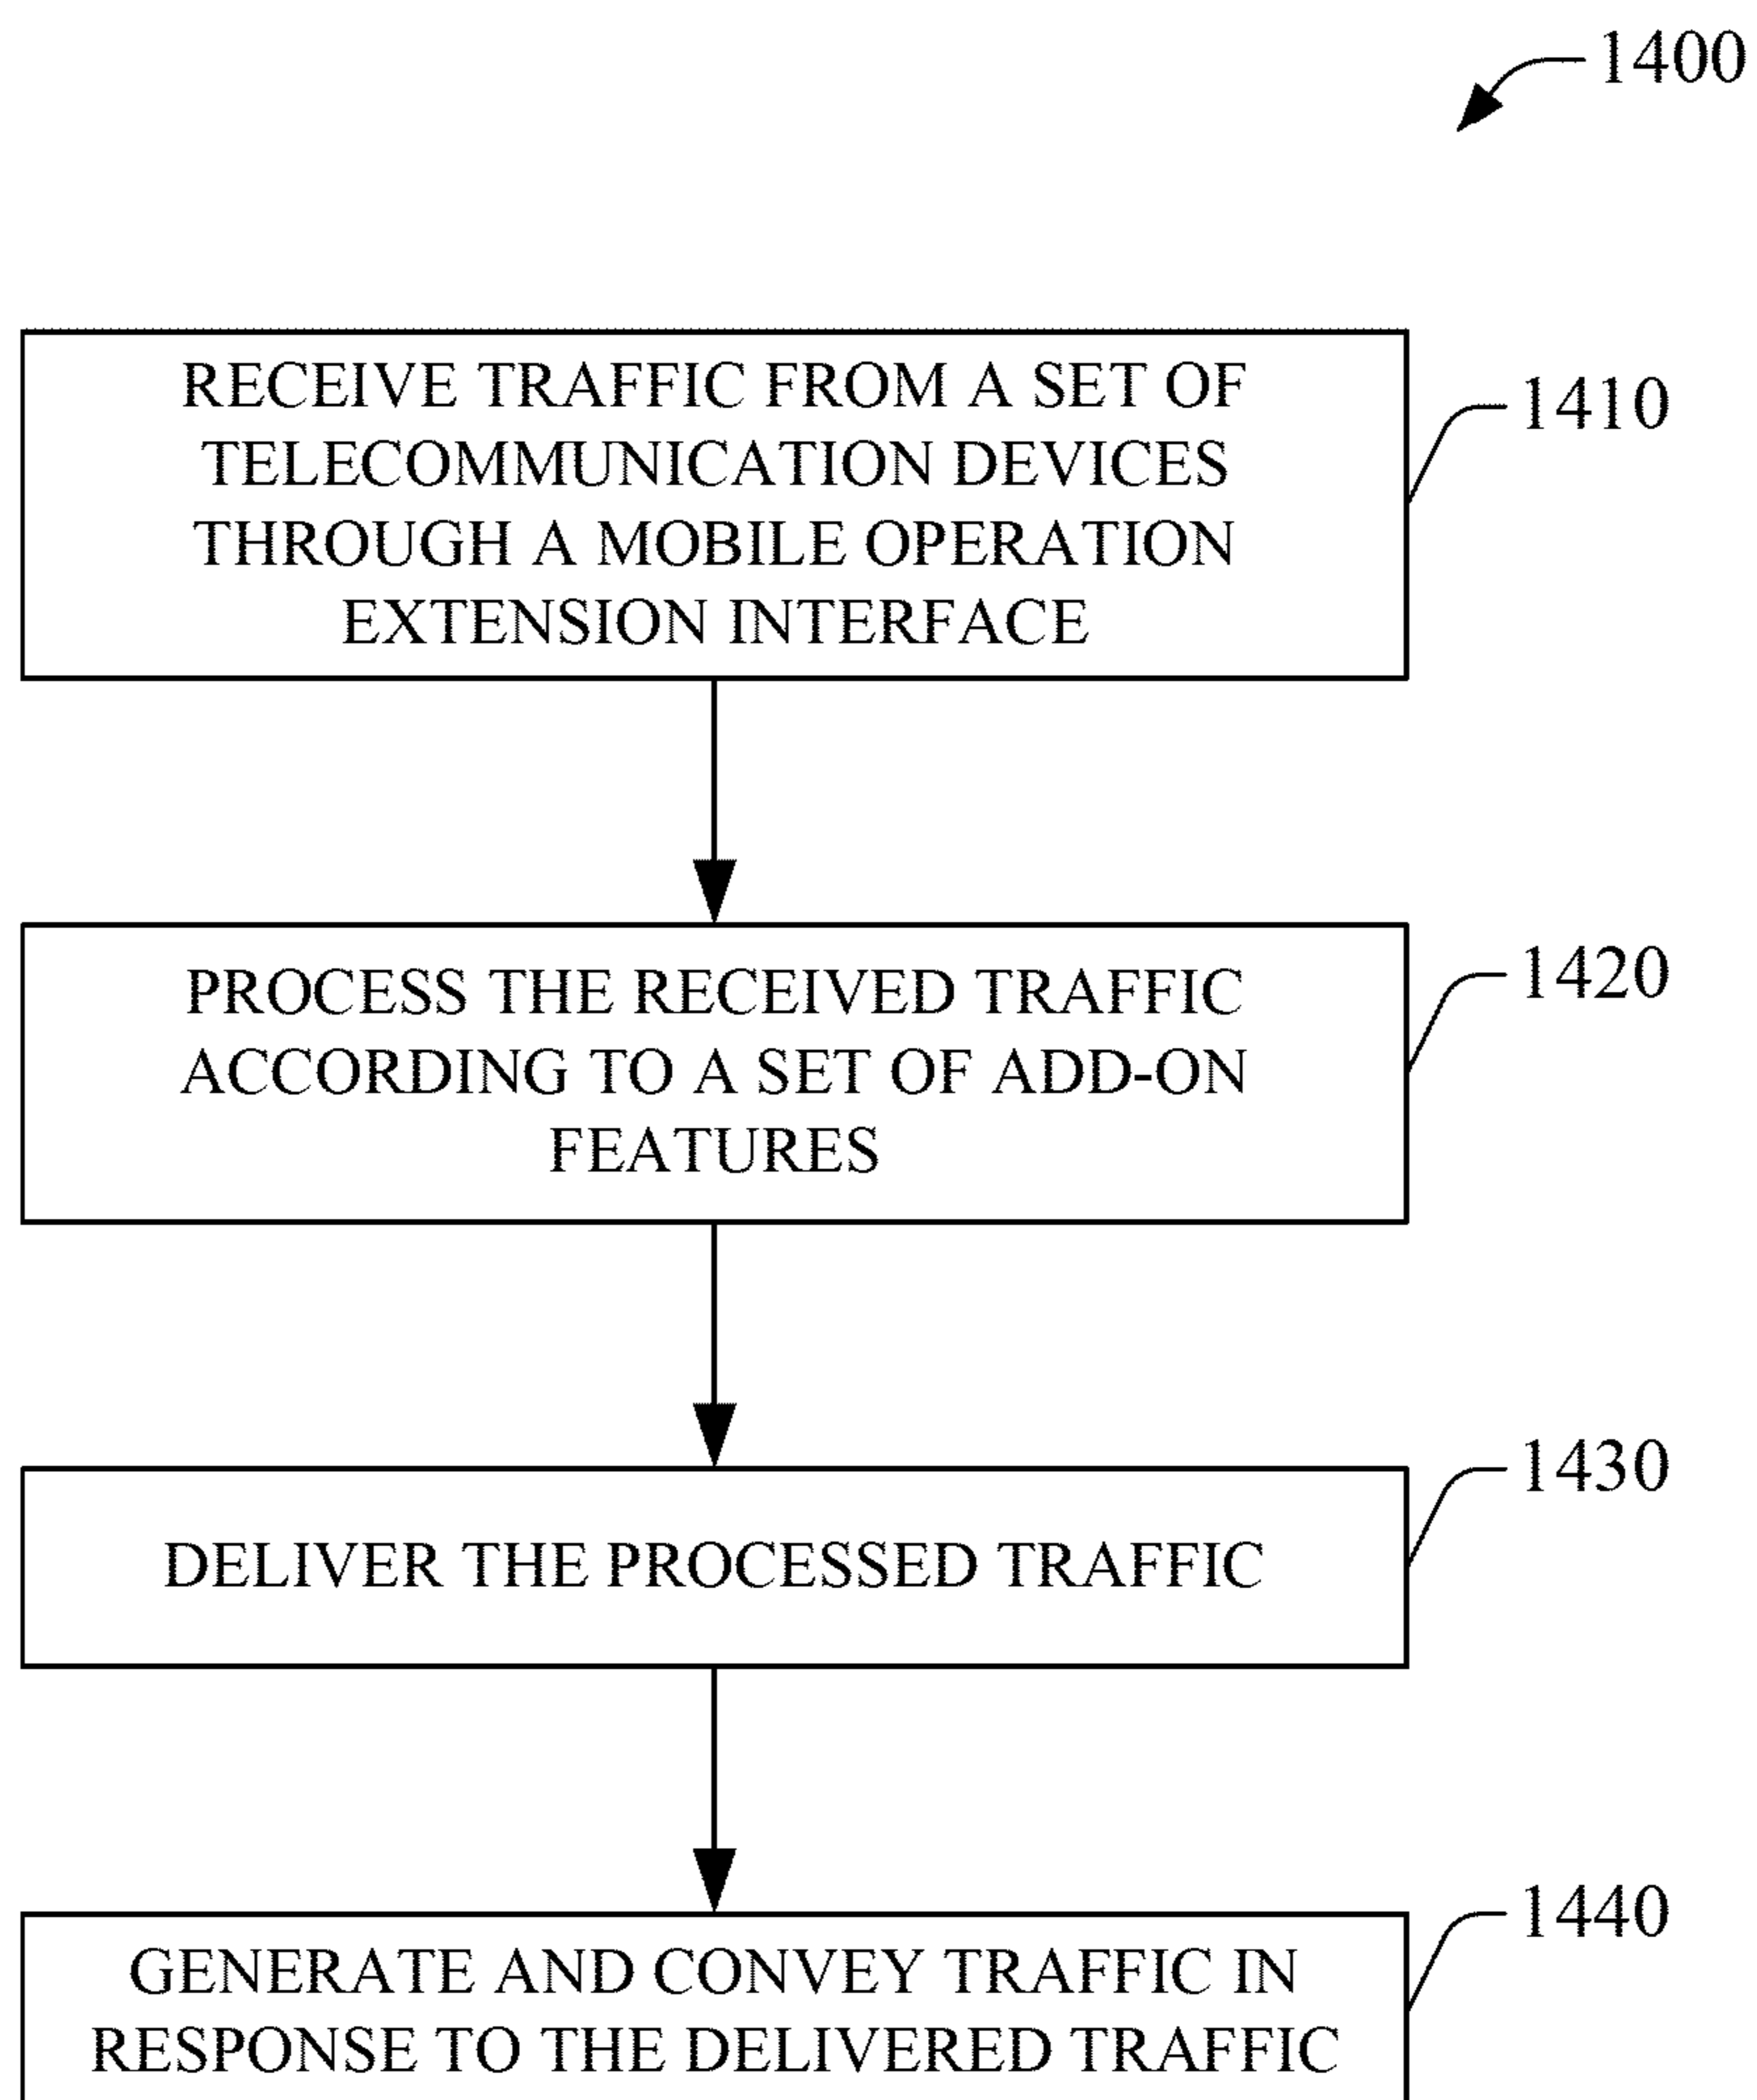 1400
RECEIVE TRAFFIC FROM A SET OF
TELECOMMUNICATION DEVICES
THROUGH A MOBILE OPERATION
EXTENSION INTERFACE
1410
PROCESS THE RECEIVED TRAFFIC
ACCORDING TO A SET OF ADD-ON
FEATURES
1420
DELIVER THE PROCESSED TRAFFIC
1430
GENERATE AND CONVEY TRAFFIC IN
RESPONSE TO THE DELIVERED TRAFFIC
1440